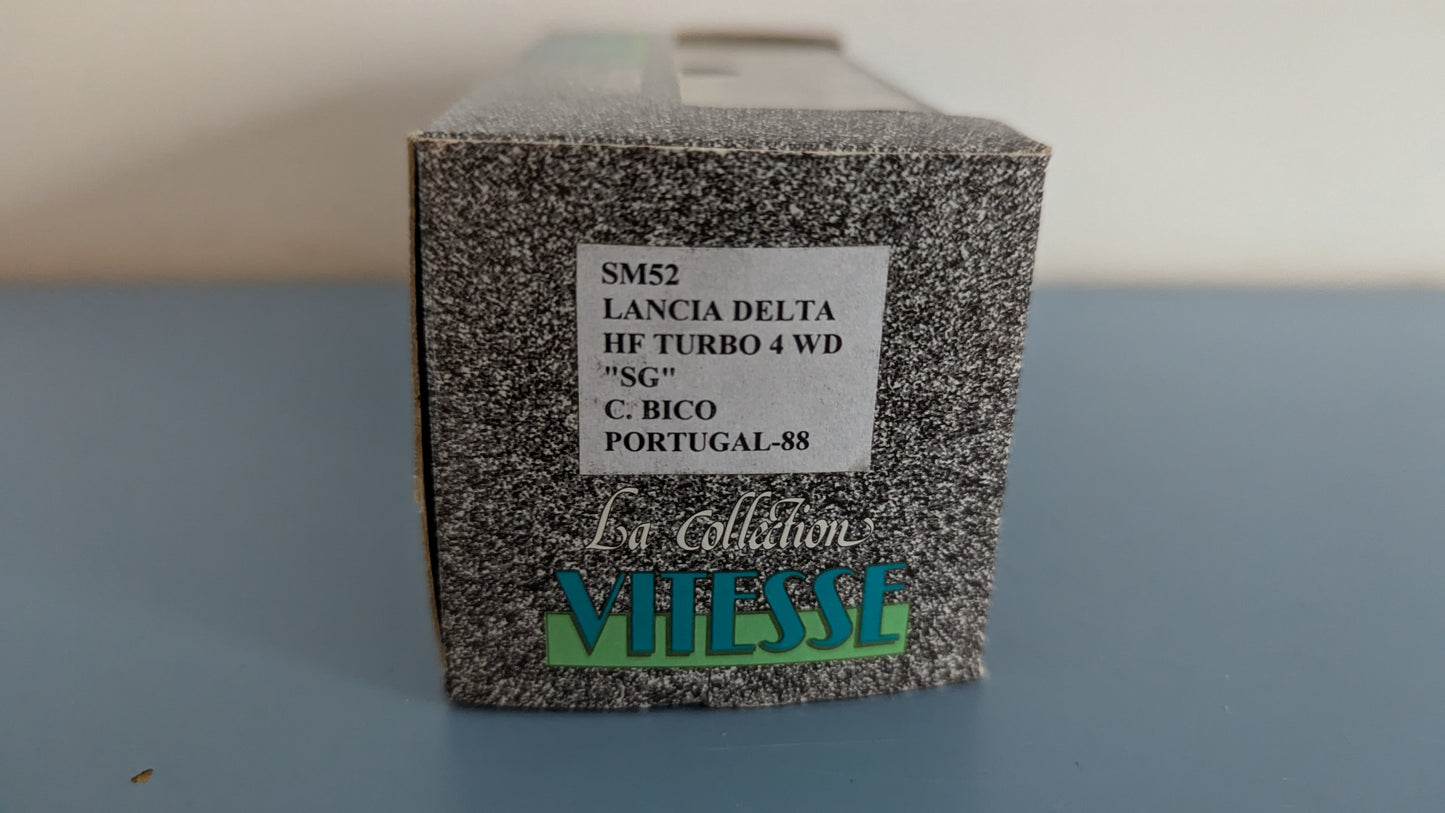 SM52
LANCIA DELTA
HF TURBO 4 WD
"SG"
C. BICO
PORTUGAL-88
La Collection
VITESSE